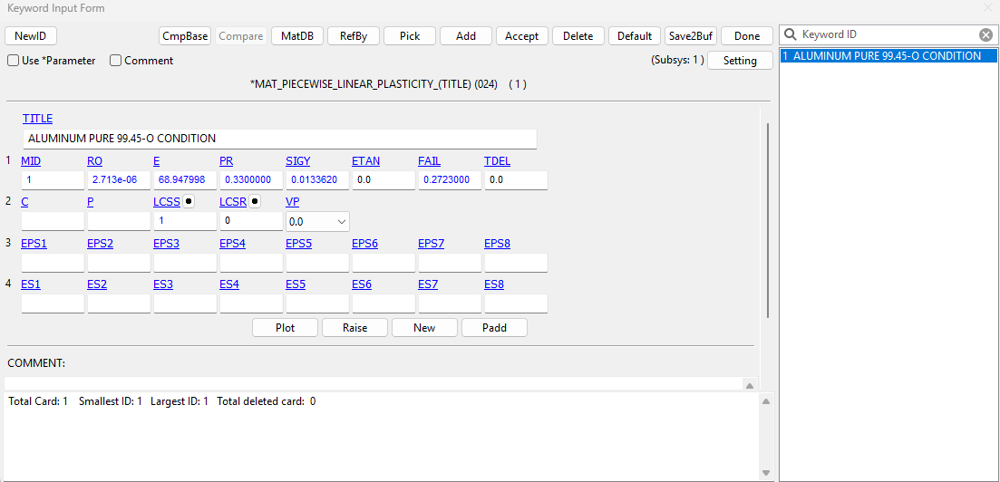 Keyword Input Form
NewID CmpBase Compare MatDB RefBy Pick Add Accept Delete Default Save2Buf Done Keyword ID
Use *Parameter Comment (Subsys: 1 ) Setting
1 ALUMINUM PURE 99.45-O CONDITION
*MAT_PIECEWISE_LINEAR_PLASTICITY_(TITLE) (024) ( 1 )
TITLE
ALUMINUM PURE 99.45-O CONDITION
1 MID RO E PR SIGY ETAN FAIL TDEL
1 2.713e-06 68.947998 0.3300000 0.0133620 0.0 0.2723000 0.0
2 C P LCSS LCSR VP
1 0 0.0
3 EPS1 EPS2 EPS3 EPS4 EPS5 EPS6 EPS7 EPS8
4 ES1 ES2 ES3 ES4 ES5 ES6 ES7 ES8
Plot Raise New Padd
COMMENT:
Total Card: 1 Smallest ID: 1 Largest ID: 1 Total deleted card: 0